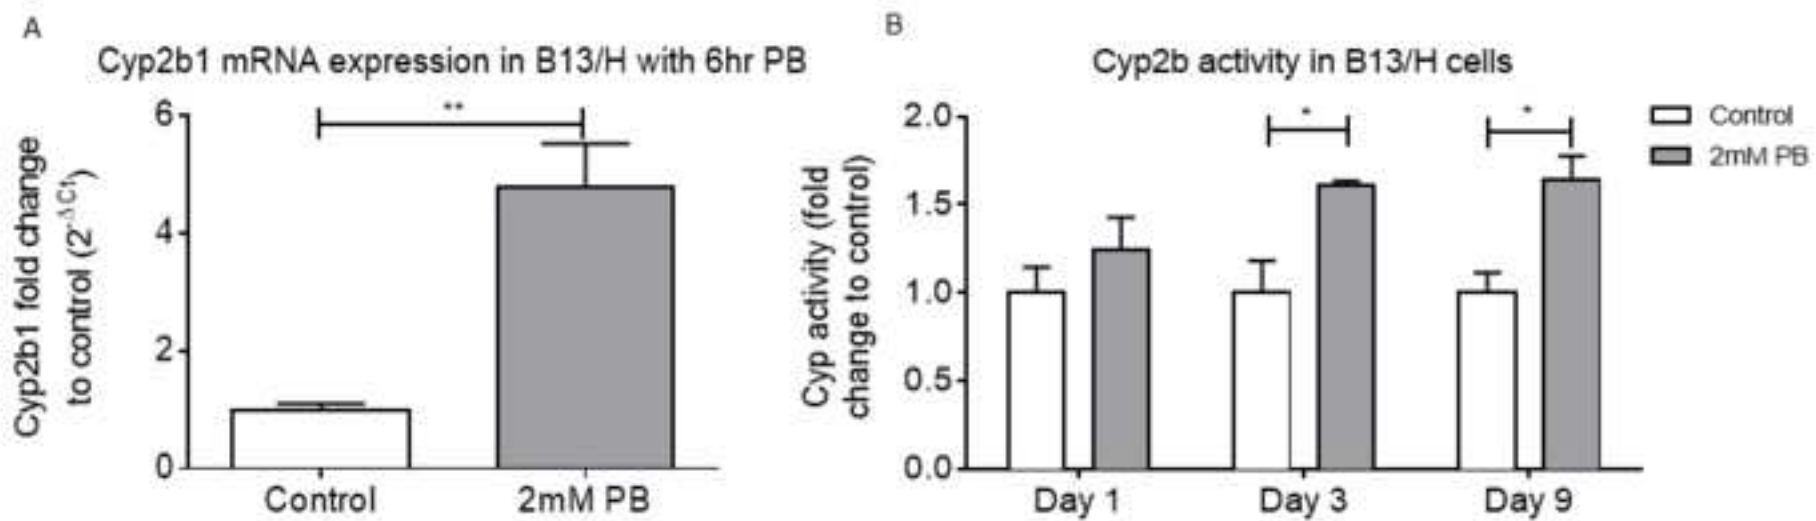 A
Cyp2b1 mRNA expression in B13/H with 6hr PB
**
Cyp2b1 fold change
to control (2^-ΔCt)
6
4
2
0
Control
2mM PB
B
Cyp2b activity in B13/H cells
*
*
Control
2mM PB
Cyp activity (fold
change to control)
2.0
1.5
1.0
0.5
0.0
Day 1
Day 3
Day 9